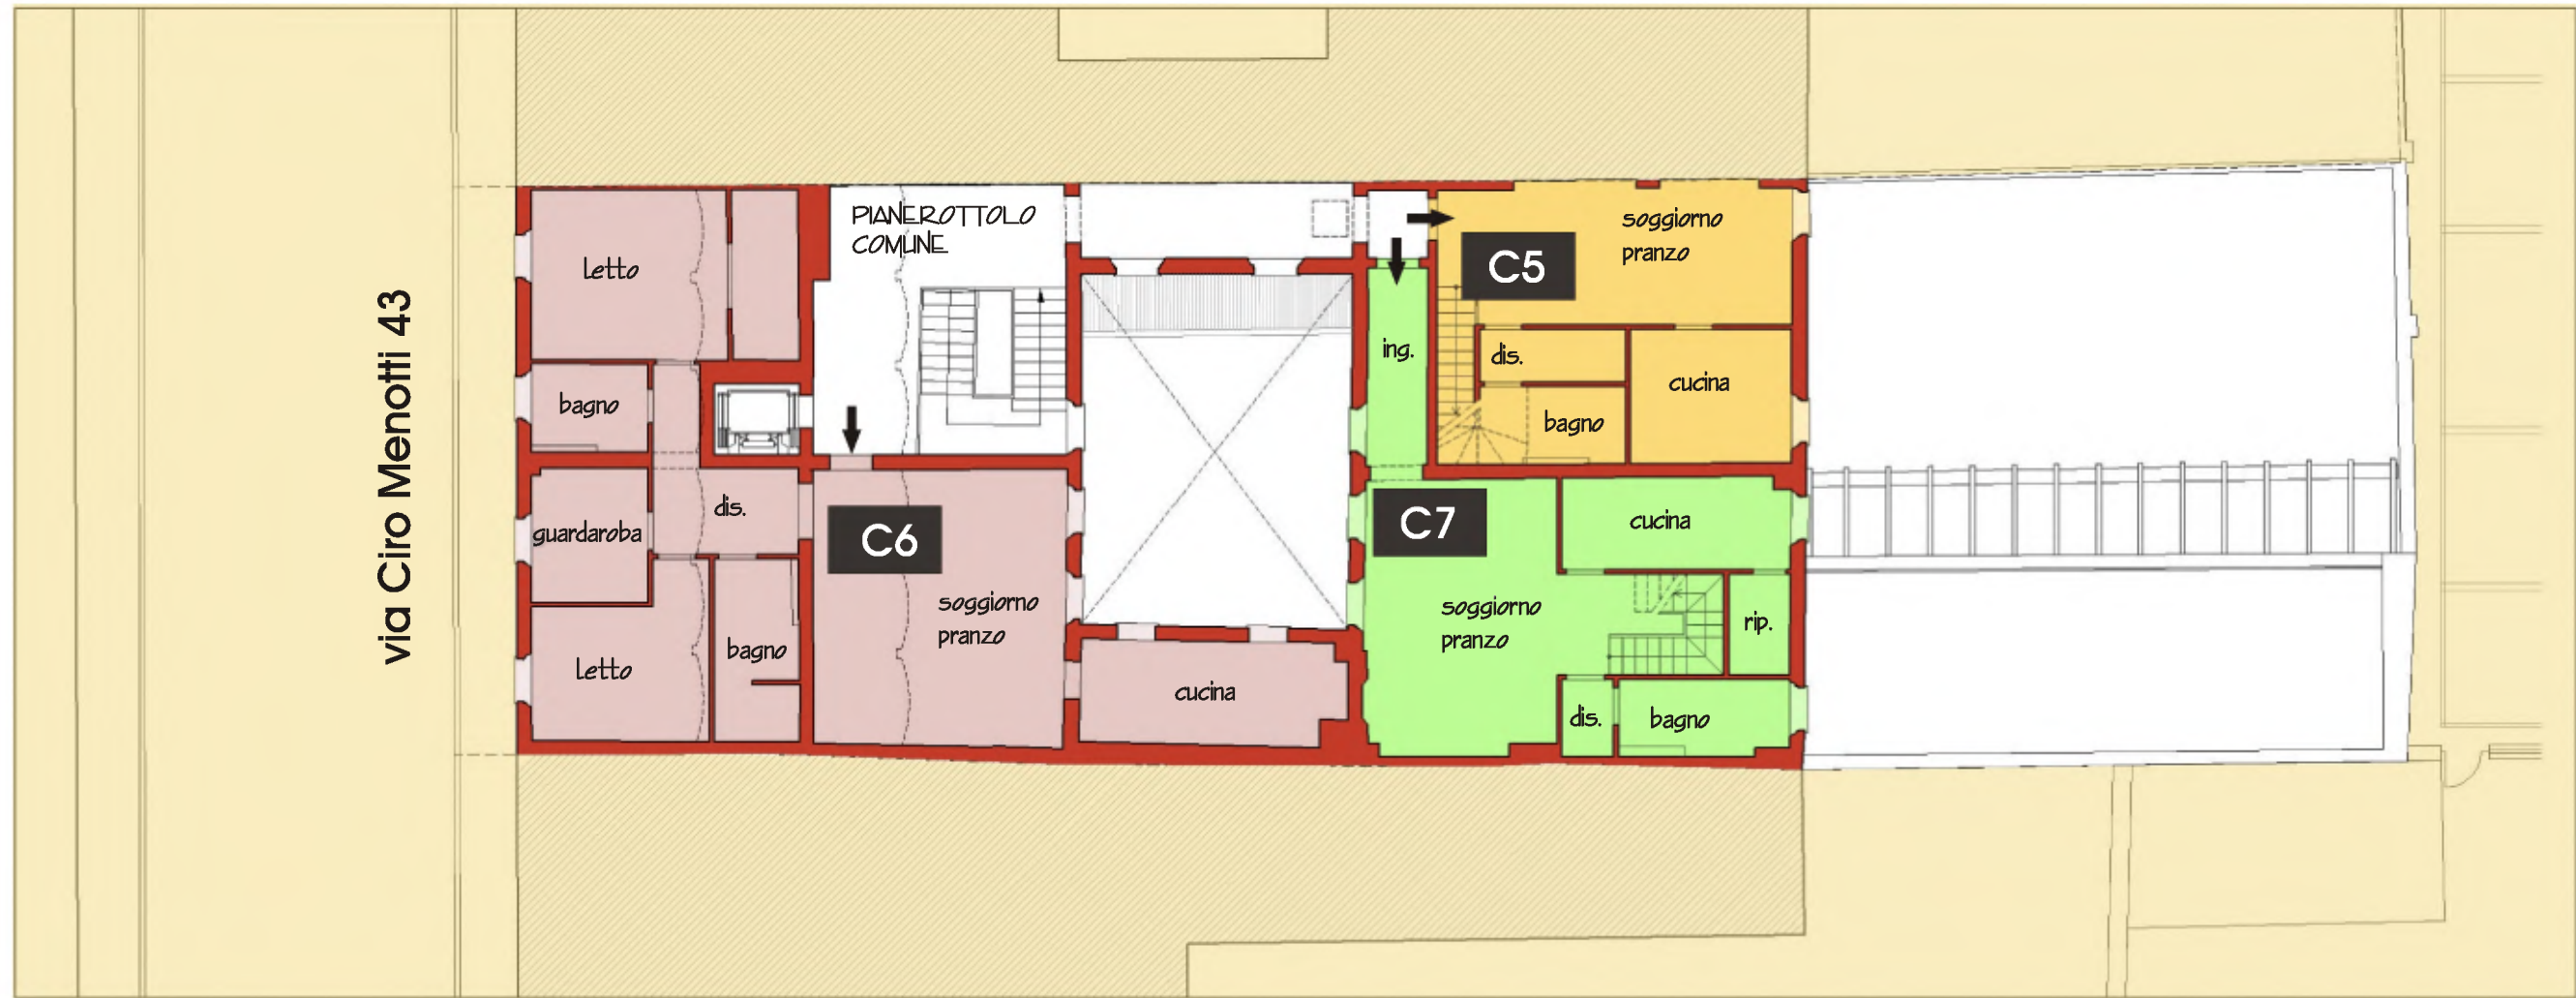 via Ciro Menotti 43
letto
bagno
guardaroba
dis.
letto
bagno
PIANEROTTOLO
COMUNE
C6
soggiorno
pranzo
cucina
ing.
C5
soggiorno
pranzo
dis.
cucina
bagno
C7
cucina
soggiorno
pranzo
rip.
dis.
bagno